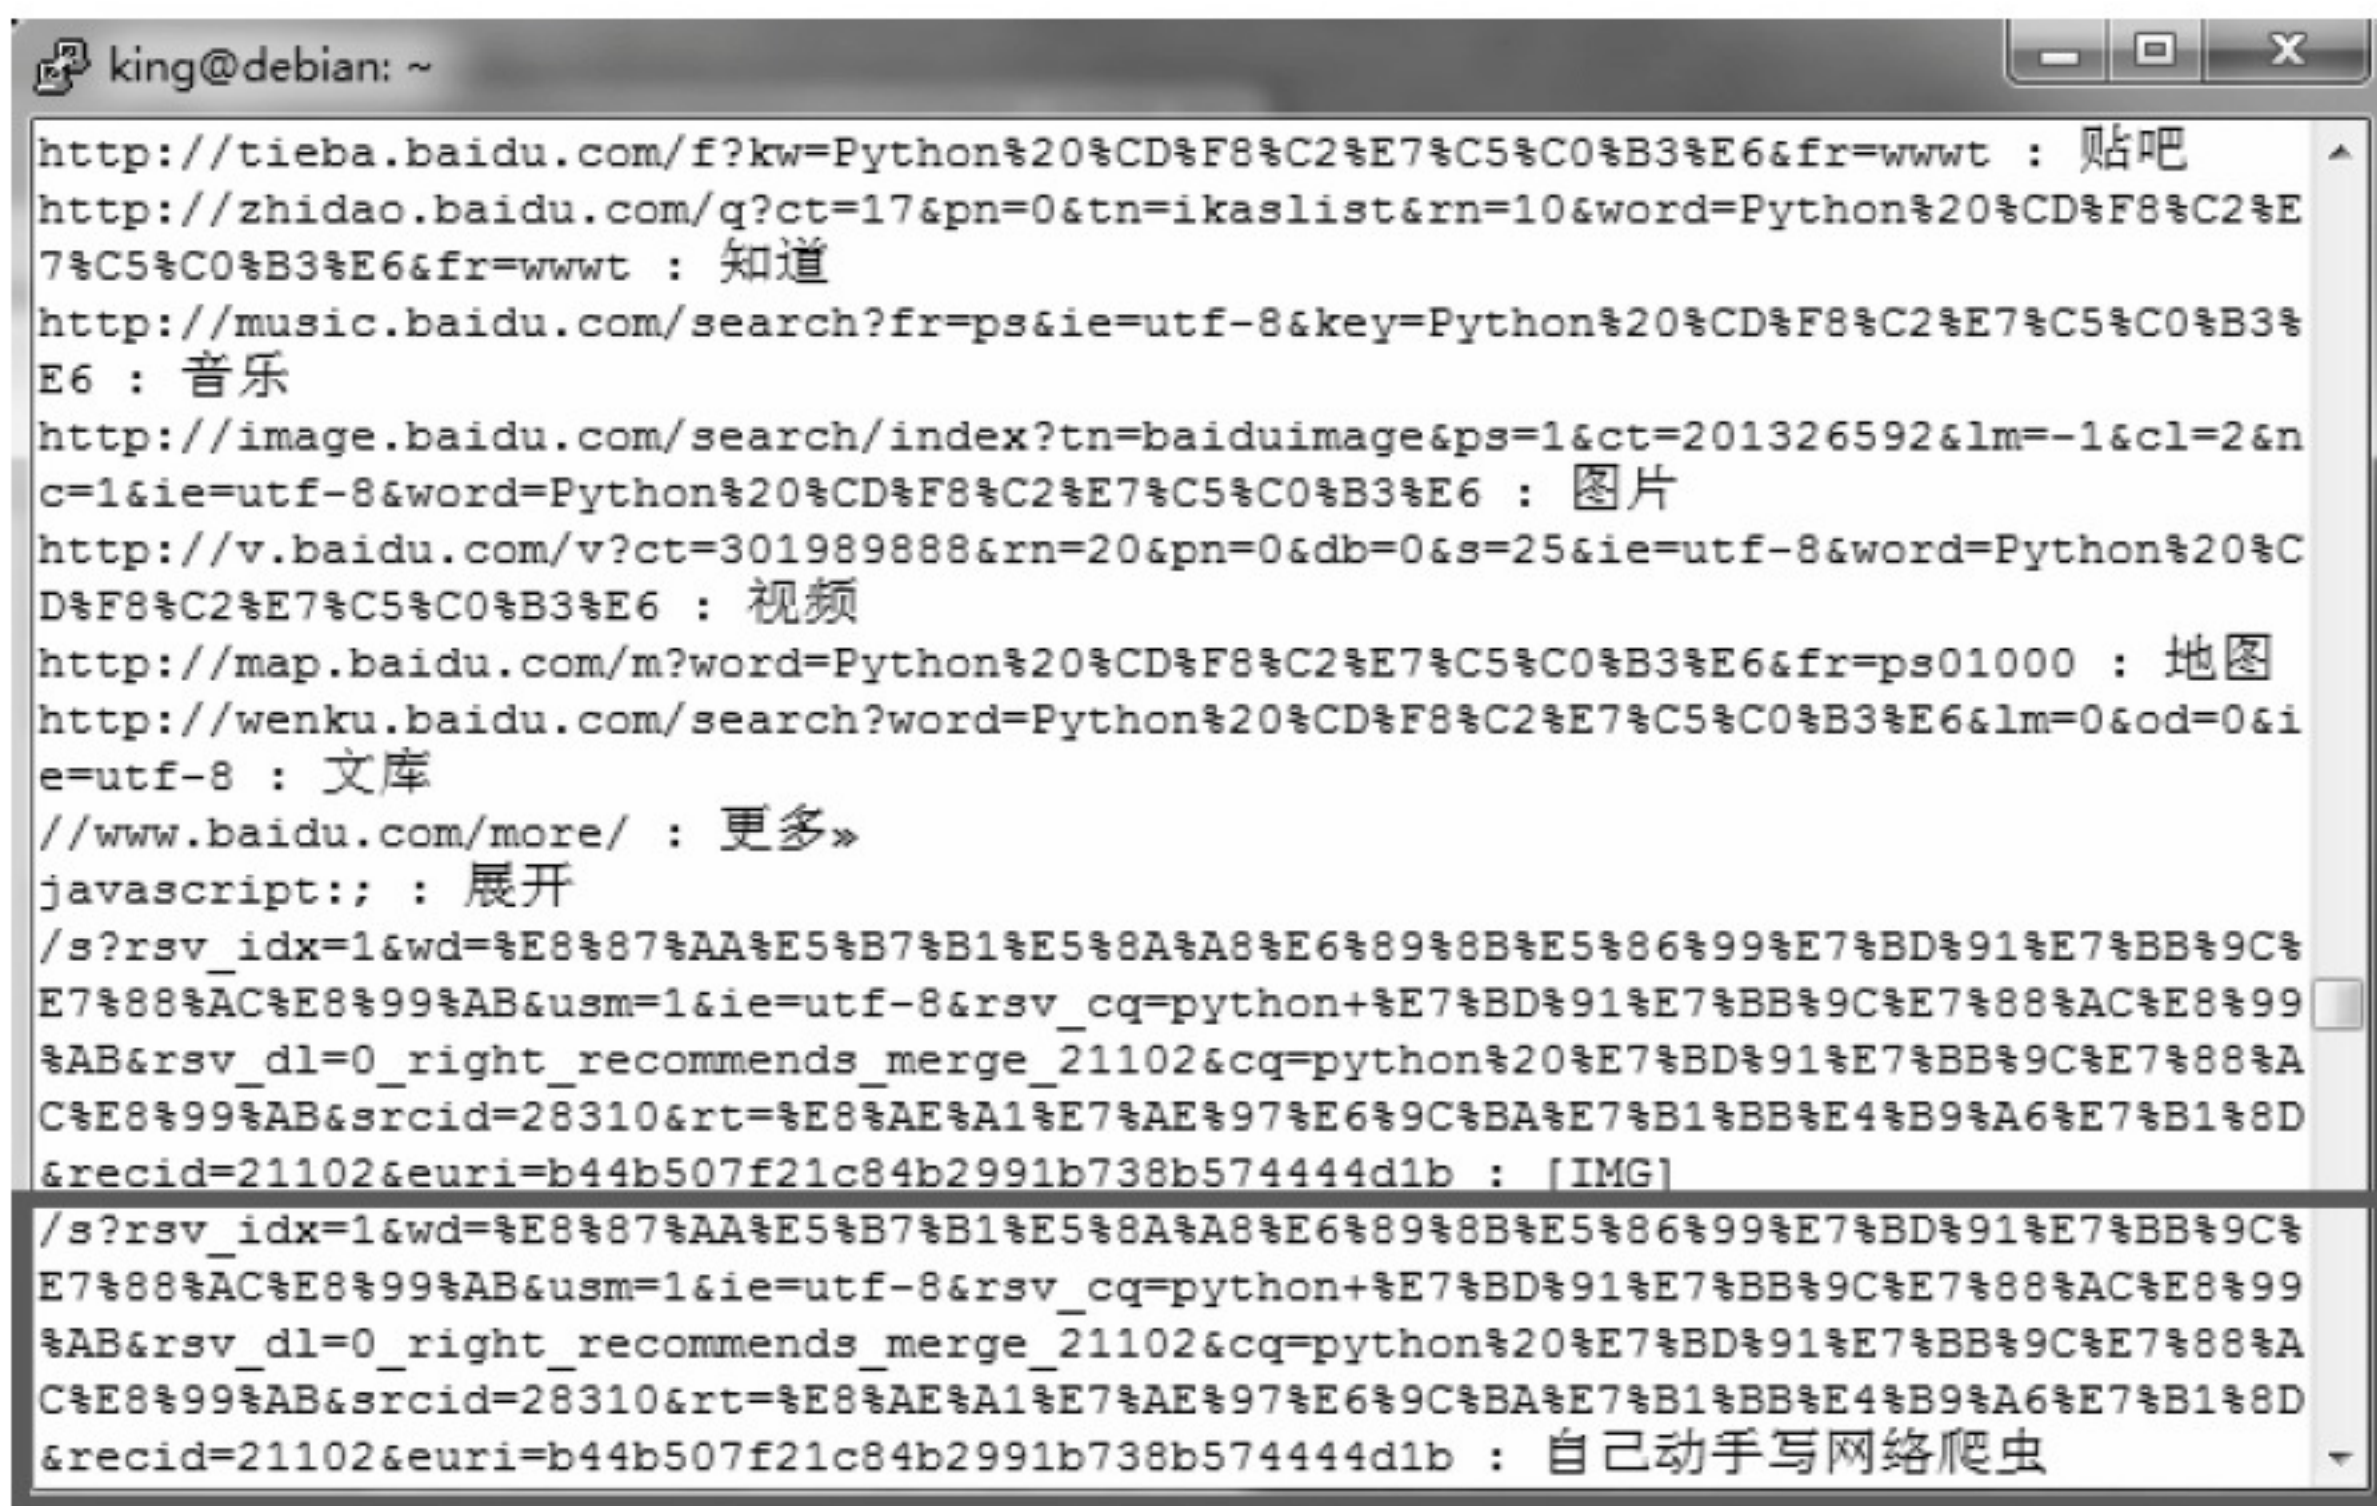 king@debian: ~
http://tieba.baidu.com/f?kw=Python%20%CD%F8%C2%E7%C5%C0%B3%E6&fr=wwwt : 贴吧
http://zhidao.baidu.com/q?ct=17&pn=0&tn=ikaslist&rn=10&word=Python%20%CD%F8%C2%E
7%C5%C0%B3%E6&fr=wwwt : 知道
http://music.baidu.com/search?fr=ps&ie=utf-8&key=Python%20%CD%F8%C2%E7%C5%C0%B3%
E6 : 音乐
http://image.baidu.com/search/index?tn=baiduimage&ps=1&ct=201326592&lm=-1&cl=2&n
c=1&ie=utf-8&word=Python%20%CD%F8%C2%E7%C5%C0%B3%E6 : 图片
http://v.baidu.com/v?ct=301989888&rn=20&pn=0&db=0&s=25&ie=utf-8&word=Python%20%C
D%F8%C2%E7%C5%C0%B3%E6 : 视频
http://map.baidu.com/m?word=Python%20%CD%F8%C2%E7%C5%C0%B3%E6&fr=ps01000 : 地图
http://wenku.baidu.com/search?word=Python%20%CD%F8%C2%E7%C5%C0%B3%E6&lm=0&od=0&i
e=utf-8 : 文库
//www.baidu.com/more/ : 更多»
javascript:; : 展开
/s?rsv_idx=1&wd=%E8%87%AA%E5%B7%B1%E5%8A%A8%E6%89%8B%E5%86%99%E7%BD%91%E7%BB%9C%
E7%88%AC%E8%99%AB&usm=1&ie=utf-8&rsv_cq=python+%E7%BD%91%E7%BB%9C%E7%88%AC%E8%99
%AB&rsv_dl=0_right_recommends_merge_21102&cq=python%20%E7%BD%91%E7%BB%9C%E7%88%A
C%E8%99%AB&srcid=28310&rt=%E8%AE%A1%E7%AE%97%E6%9C%BA%E7%B1%BB%E4%B9%A6%E7%B1%8D
&recid=21102&euri=b44b507f21c84b2991b738b574444d1b : [IMG]
/s?rsv_idx=1&wd=%E8%87%AA%E5%B7%B1%E5%8A%A8%E6%89%8B%E5%86%99%E7%BD%91%E7%BB%9C%
E7%88%AC%E8%99%AB&usm=1&ie=utf-8&rsv_cq=python+%E7%BD%91%E7%BB%9C%E7%88%AC%E8%99
%AB&rsv_dl=0_right_recommends_merge_21102&cq=python%20%E7%BD%91%E7%BB%9C%E7%88%A
C%E8%99%AB&srcid=28310&rt=%E8%AE%A1%E7%AE%97%E6%9C%BA%E7%B1%BB%E4%B9%A6%E7%B1%8D
&recid=21102&euri=b44b507f21c84b2991b738b574444d1b : 自己动手写网络爬虫